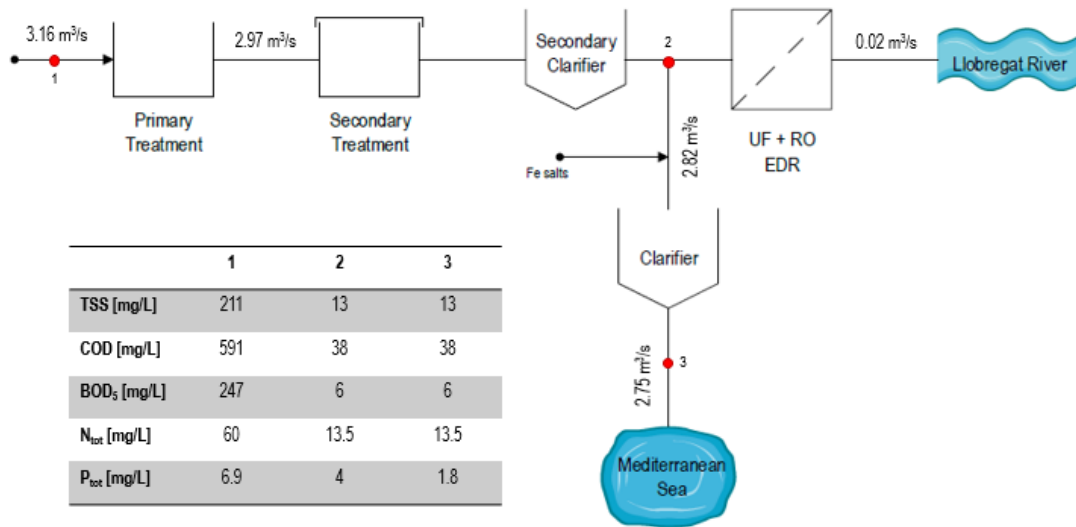 3.16 m³/s
1
Primary
Treatment
2.97 m³/s
Secondary
Treatment
Secondary
Clarifier
2
UF + RO
EDR
0.02 m³/s
Llobregat River
Fe salts
2.82 m³/s
Clarifier
3
2.75 m³/s
Mediterranean
Sea
1 2 3
TSS [mg/L] 211 13 13
COD [mg/L] 591 38 38
BOD₅ [mg/L] 247 6 6
Nₜₒₜ [mg/L] 60 13.5 13.5
Pₜₒₜ [mg/L] 6.9 4 1.8